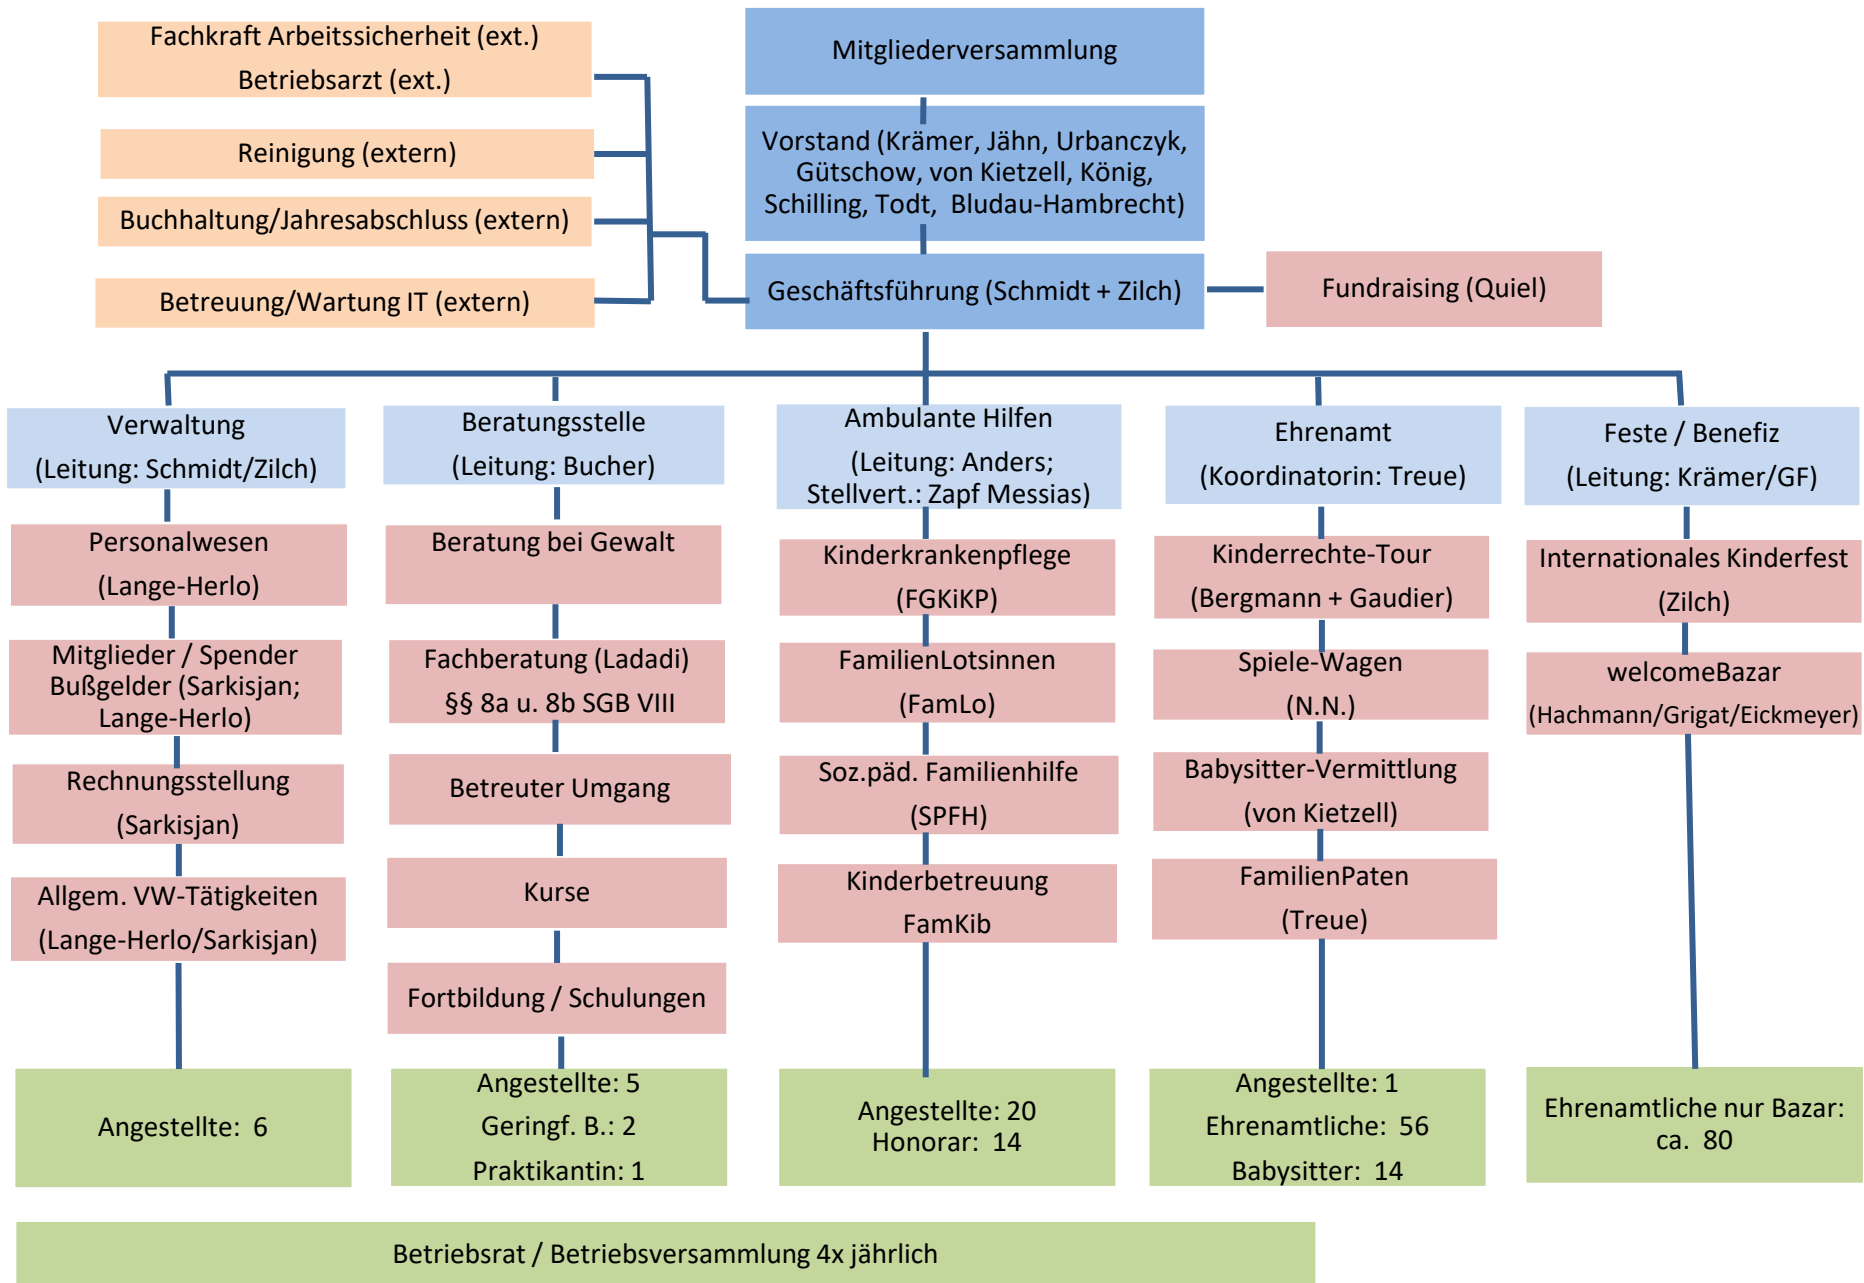 Fachkraft Arbeitssicherheit (ext.)
Betriebsarzt (ext.)
Reinigung (extern)
Buchhaltung/Jahresabschluss (extern)
Betreuung/Wartung IT (extern)
Mitgliederversammlung
Vorstand (Krämer, Jähn, Urbanczyk,
Gütschow, von Kietzell, König,
Schilling, Todt,  Bludau-Hambrecht)
Geschäftsführung (Schmidt + Zilch)
Fundraising (Quiel)
Verwaltung
(Leitung: Schmidt/Zilch)
Personalwesen
(Lange-Herlo)
Mitglieder / Spender
Bußgelder (Sarkisjan;
Lange-Herlo)
Rechnungsstellung
(Sarkisjan)
Allgem. VW-Tätigkeiten
(Lange-Herlo/Sarkisjan)
Angestellte:  6
Beratungsstelle
(Leitung: Bucher)
Beratung bei Gewalt
Fachberatung (Ladadi)
§§ 8a u. 8b SGB VIII
Betreuter Umgang
Kurse
Fortbildung / Schulungen
Angestellte: 5
Geringf. B.: 2
Praktikantin: 1
Ambulante Hilfen
(Leitung: Anders;
Stellvert.: Zapf Messias)
Kinderkrankenpflege
(FGKiKP)
FamilienLotsinnen
(FamLo)
Soz.päd. Familienhilfe
(SPFH)
Kinderbetreuung
FamKib
Angestellte: 20
Honorar:  14
Ehrenamt
(Koordinatorin: Treue)
Kinderrechte-Tour
(Bergmann + Gaudier)
Spiele-Wagen
(N.N.)
Babysitter-Vermittlung
(von Kietzell)
FamilienPaten
(Treue)
Angestellte: 1
Ehrenamtliche:  56
Babysitter:  14
Feste / Benefiz
(Leitung: Krämer/GF)
Internationales Kinderfest
(Zilch)
welcomeBazar
(Hachmann/Grigat/Eickmeyer)
Ehrenamtliche nur Bazar:
ca.  80
Betriebsrat / Betriebsversammlung 4x jährlich